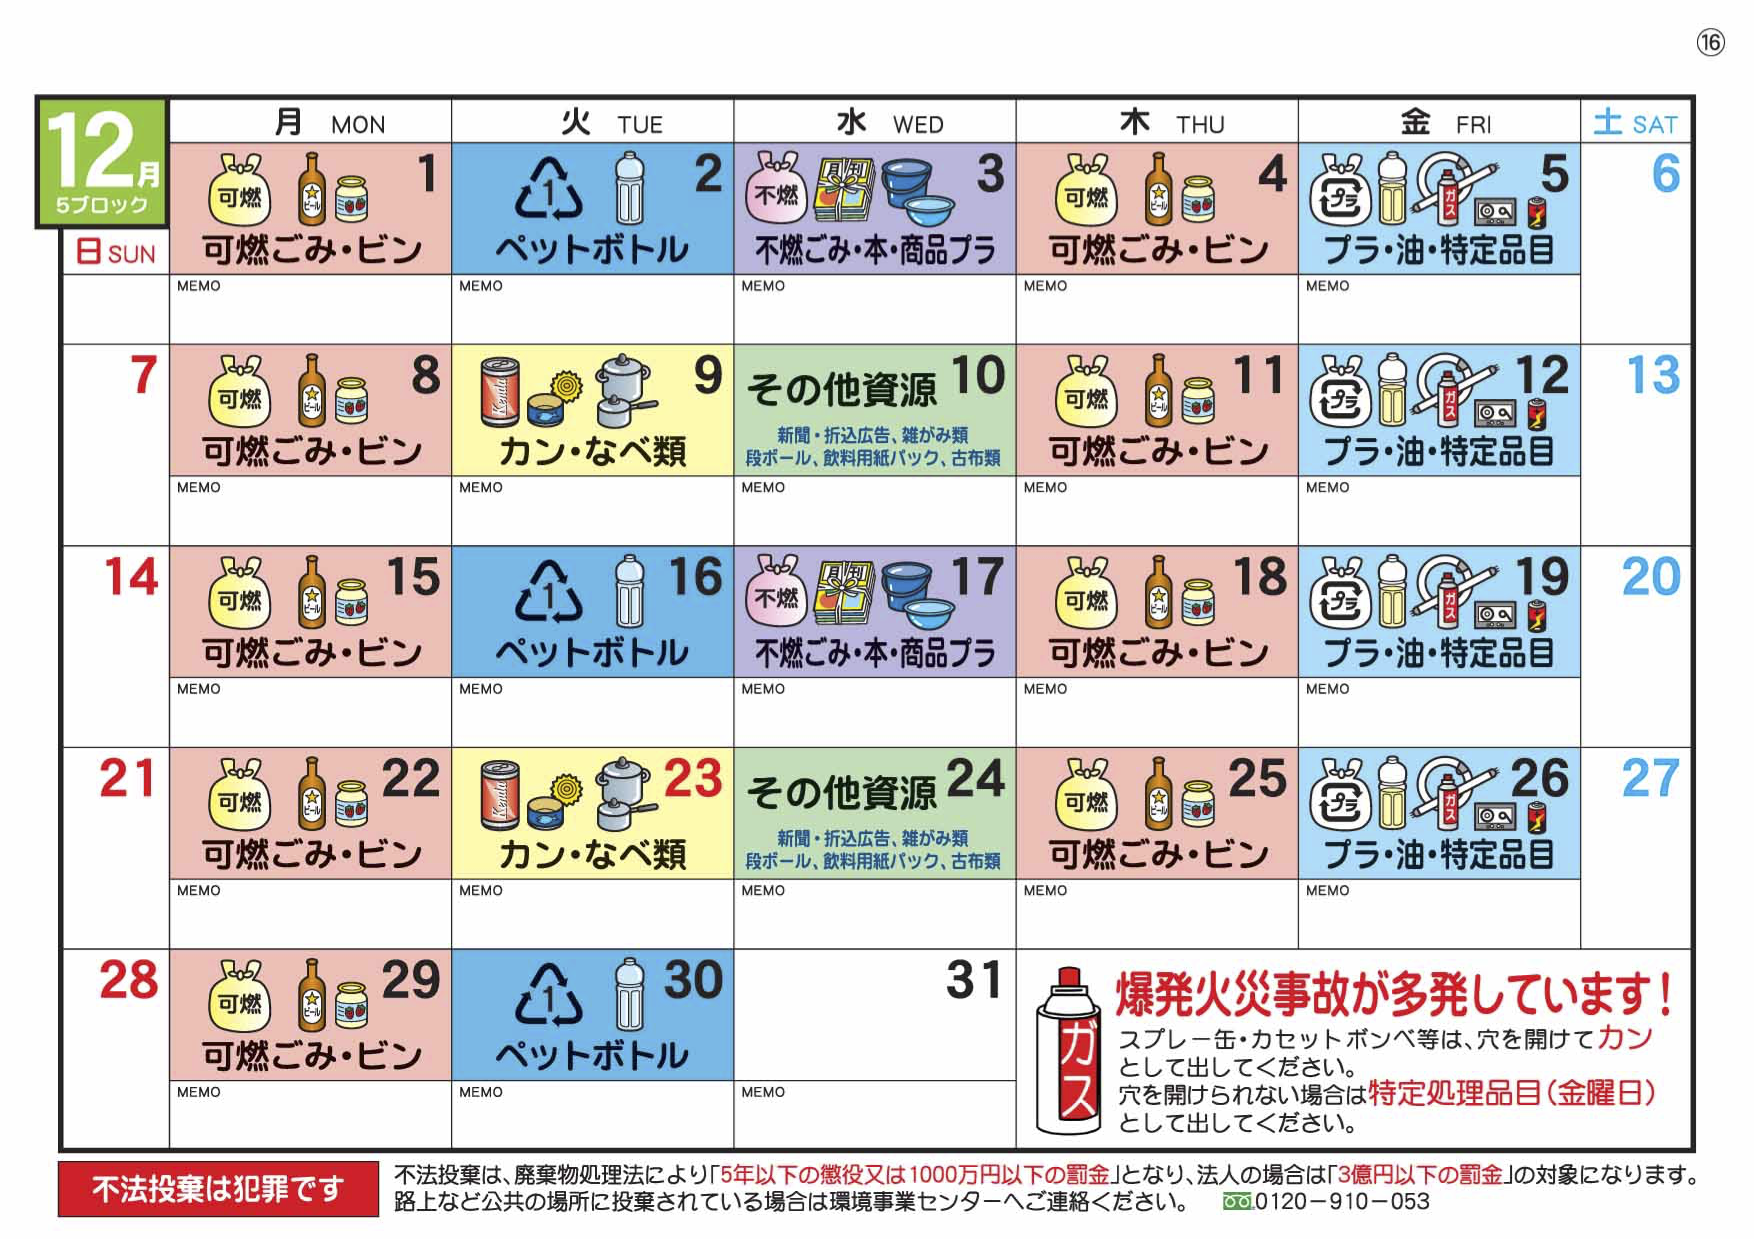 ⑯
12月
5ブロック
月 MON 火 TUE 水 WED 木 THU 金 FRI 土 SAT
日 SUN
可燃 ビール 1
可燃ごみ・ビン
MEMO
1 2
ペットボトル
MEMO
不燃 月刊 3
不燃ごみ・本・商品プラ
MEMO
可燃 ビール 4
可燃ごみ・ビン
MEMO
プラ ガス 5
プラ・油・特定品目
MEMO
6
7
可燃 ビール 8
可燃ごみ・ビン
MEMO
9
カン・なべ類
MEMO
その他資源 10
新聞・折込広告、雑がみ類
段ボール、飲料用紙パック、古布類
MEMO
可燃 ビール 11
可燃ごみ・ビン
MEMO
プラ ガス 12
プラ・油・特定品目
MEMO
13
14
可燃 ビール 15
可燃ごみ・ビン
MEMO
1 16
ペットボトル
MEMO
不燃 月刊 17
不燃ごみ・本・商品プラ
MEMO
可燃 ビール 18
可燃ごみ・ビン
MEMO
プラ ガス 19
プラ・油・特定品目
MEMO
20
21
可燃 ビール 22
可燃ごみ・ビン
MEMO
23
カン・なべ類
MEMO
その他資源 24
新聞・折込広告、雑がみ類
段ボール、飲料用紙パック、古布類
MEMO
可燃 ビール 25
可燃ごみ・ビン
MEMO
プラ ガス 26
プラ・油・特定品目
MEMO
27
28
可燃 ビール 29
可燃ごみ・ビン
MEMO
1 30
ペットボトル
MEMO
31
MEMO
ガス
爆発火災事故が多発しています！
スプレー缶・カセットボンベ等は、穴を開けてカン
として出してください。
穴を開けられない場合は特定処理品目（金曜日）
として出してください。
不法投棄は犯罪です
不法投棄は、廃棄物処理法により「5年以下の懲役又は1000万円以下の罰金」となり、法人の場合は「3億円以下の罰金」の対象になります。
路上など公共の場所に投棄されている場合は環境事業センターへご連絡ください。 0120－910－053